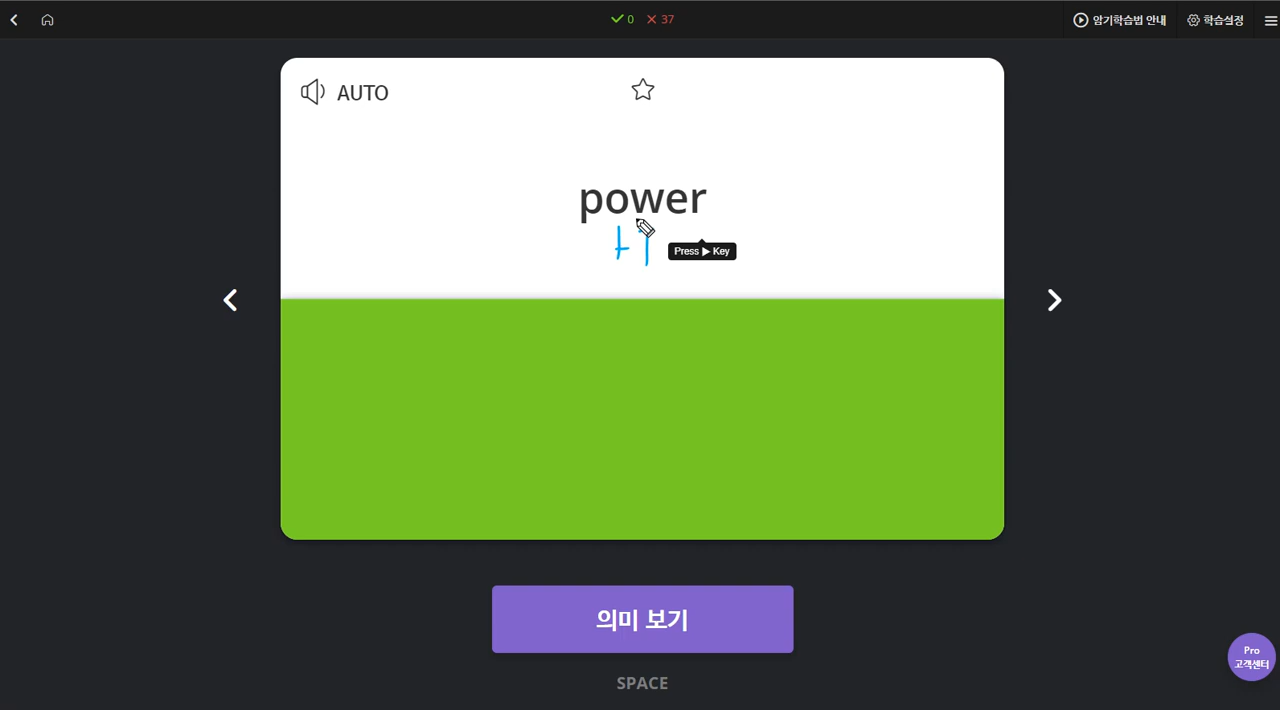 0 37 암기학습법 안내 학습설정
AUTO
power
Press ▶ Key
의미 보기
SPACE
Pro
고객센터